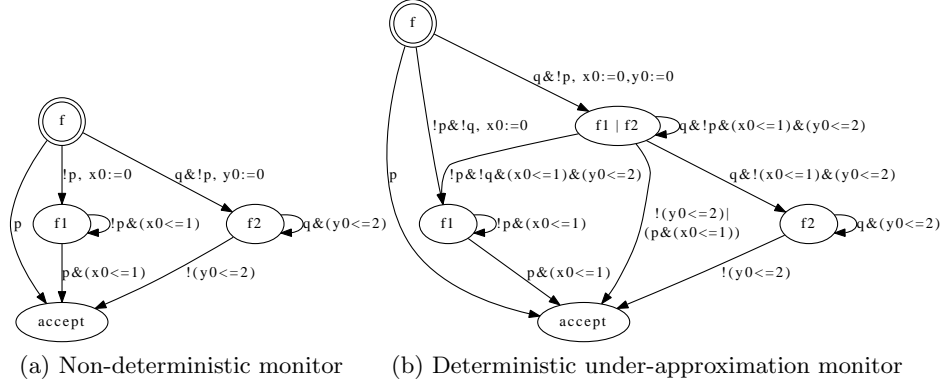 f
!p, x0:=0
q&!p, y0:=0
p
f1
!p&(x0<=1)
f2
q&(y0<=2)
p&(x0<=1)
!(y0<=2)
accept
(a) Non-deterministic monitor
f
q&!p, x0:=0,y0:=0
!p&!q, x0:=0
f1 | f2
q&!p&(x0<=1)&(y0<=2)
p
!p&!q&(x0<=1)&(y0<=2)
q&!(x0<=1)&(y0<=2)
f1
!p&(x0<=1)
!(y0<=2)|
(p&(x0<=1))
f2
q&(y0<=2)
p&(x0<=1)
!(y0<=2)
accept
(b) Deterministic under-approximation monitor